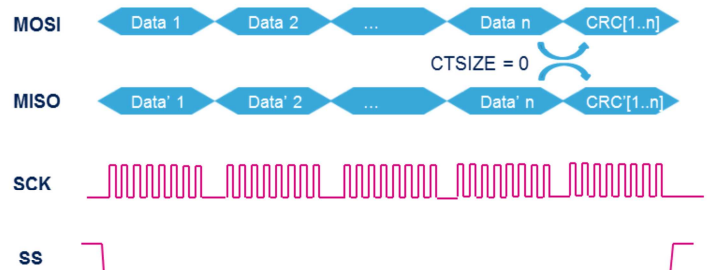 MOSI Data 1 Data 2 ... Data n CRC[1..n]
CTSIZE = 0
MISO Data' 1 Data' 2 ... Data' n CRC'[1..n]
SCK
SS